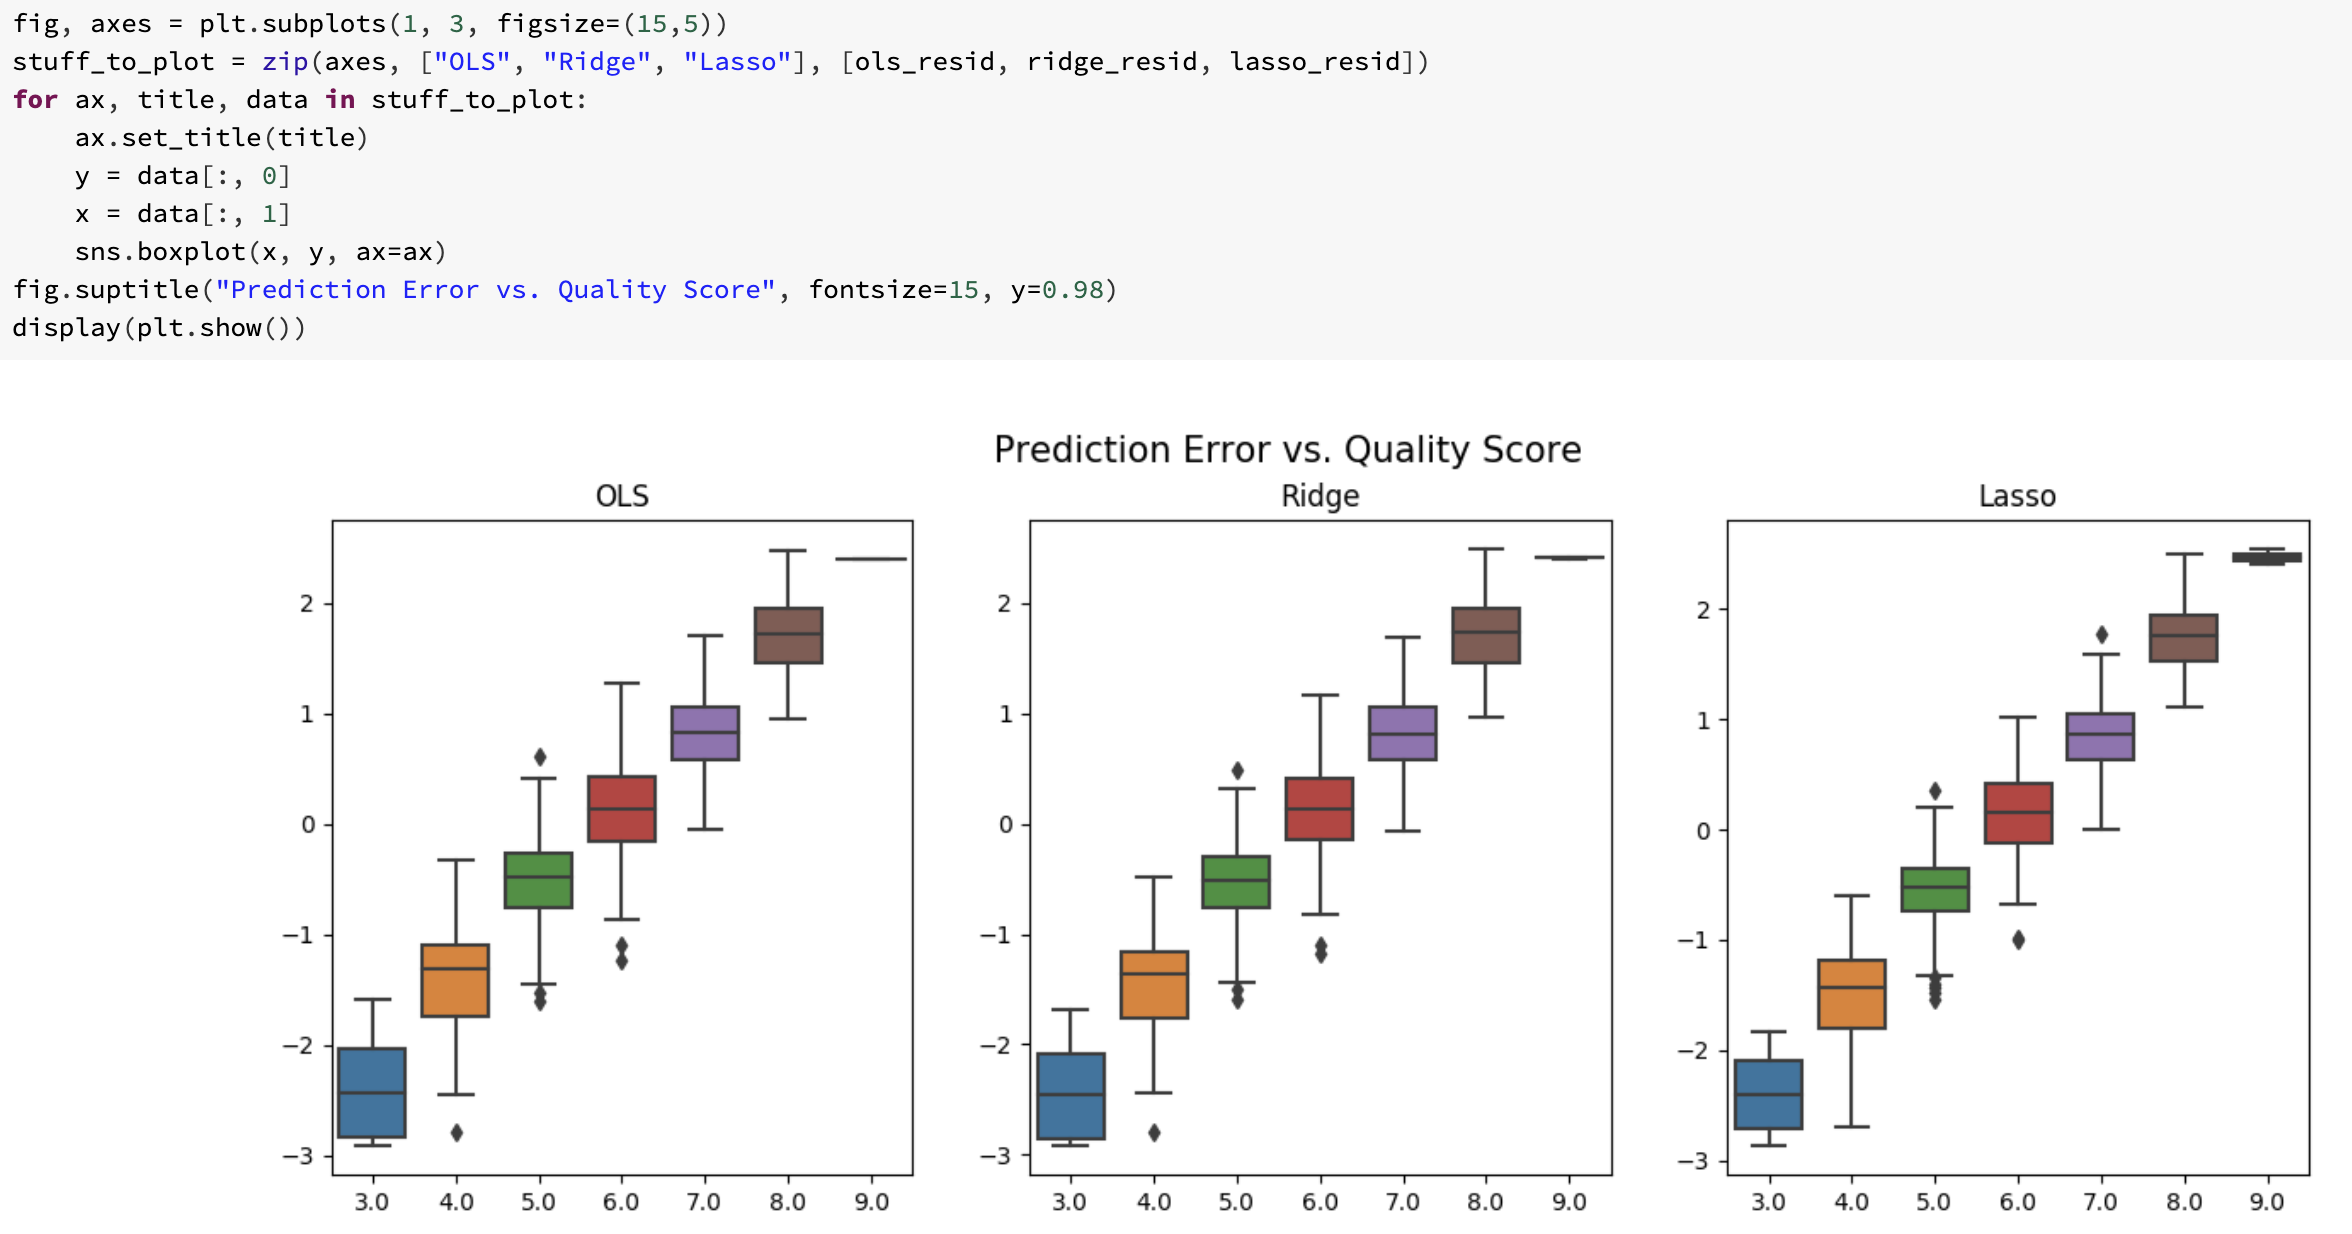 fig, axes = plt.subplots(1, 3, figsize=(15,5))
stuff_to_plot = zip(axes, ["OLS", "Ridge", "Lasso"], [ols_resid, ridge_resid, lasso_resid])
for ax, title, data in stuff_to_plot:
    ax.set_title(title)
    y = data[:, 0]
    x = data[:, 1]
    sns.boxplot(x, y, ax=ax)
fig.suptitle("Prediction Error vs. Quality Score", fontsize=15, y=0.98)
display(plt.show())
Prediction Error vs. Quality Score
OLS
2
1
0
−1
−2
−3
3.0 4.0 5.0 6.0 7.0 8.0 9.0
Ridge
2
1
0
−1
−2
−3
3.0 4.0 5.0 6.0 7.0 8.0 9.0
Lasso
2
1
0
−1
−2
−3
3.0 4.0 5.0 6.0 7.0 8.0 9.0